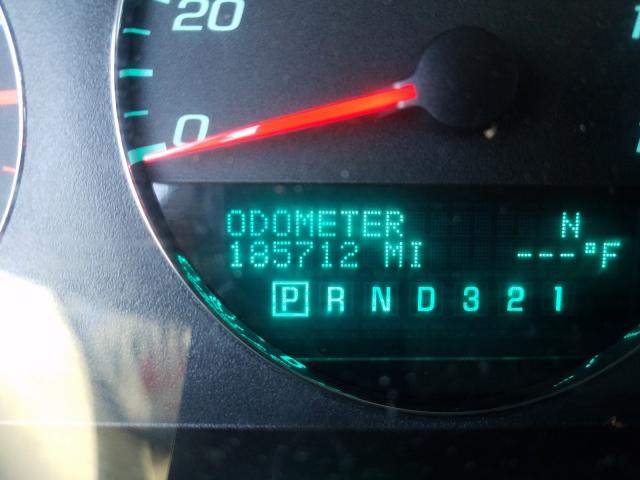 20
0
ODOMETER N
185712 MI ---°F
P R N D 3 2 1